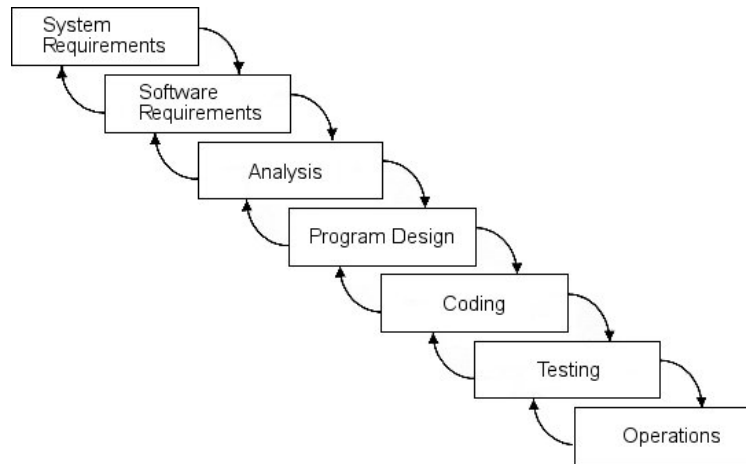 System
Requirements
Software
Requirements
Analysis
Program Design
Coding
Testing
Operations